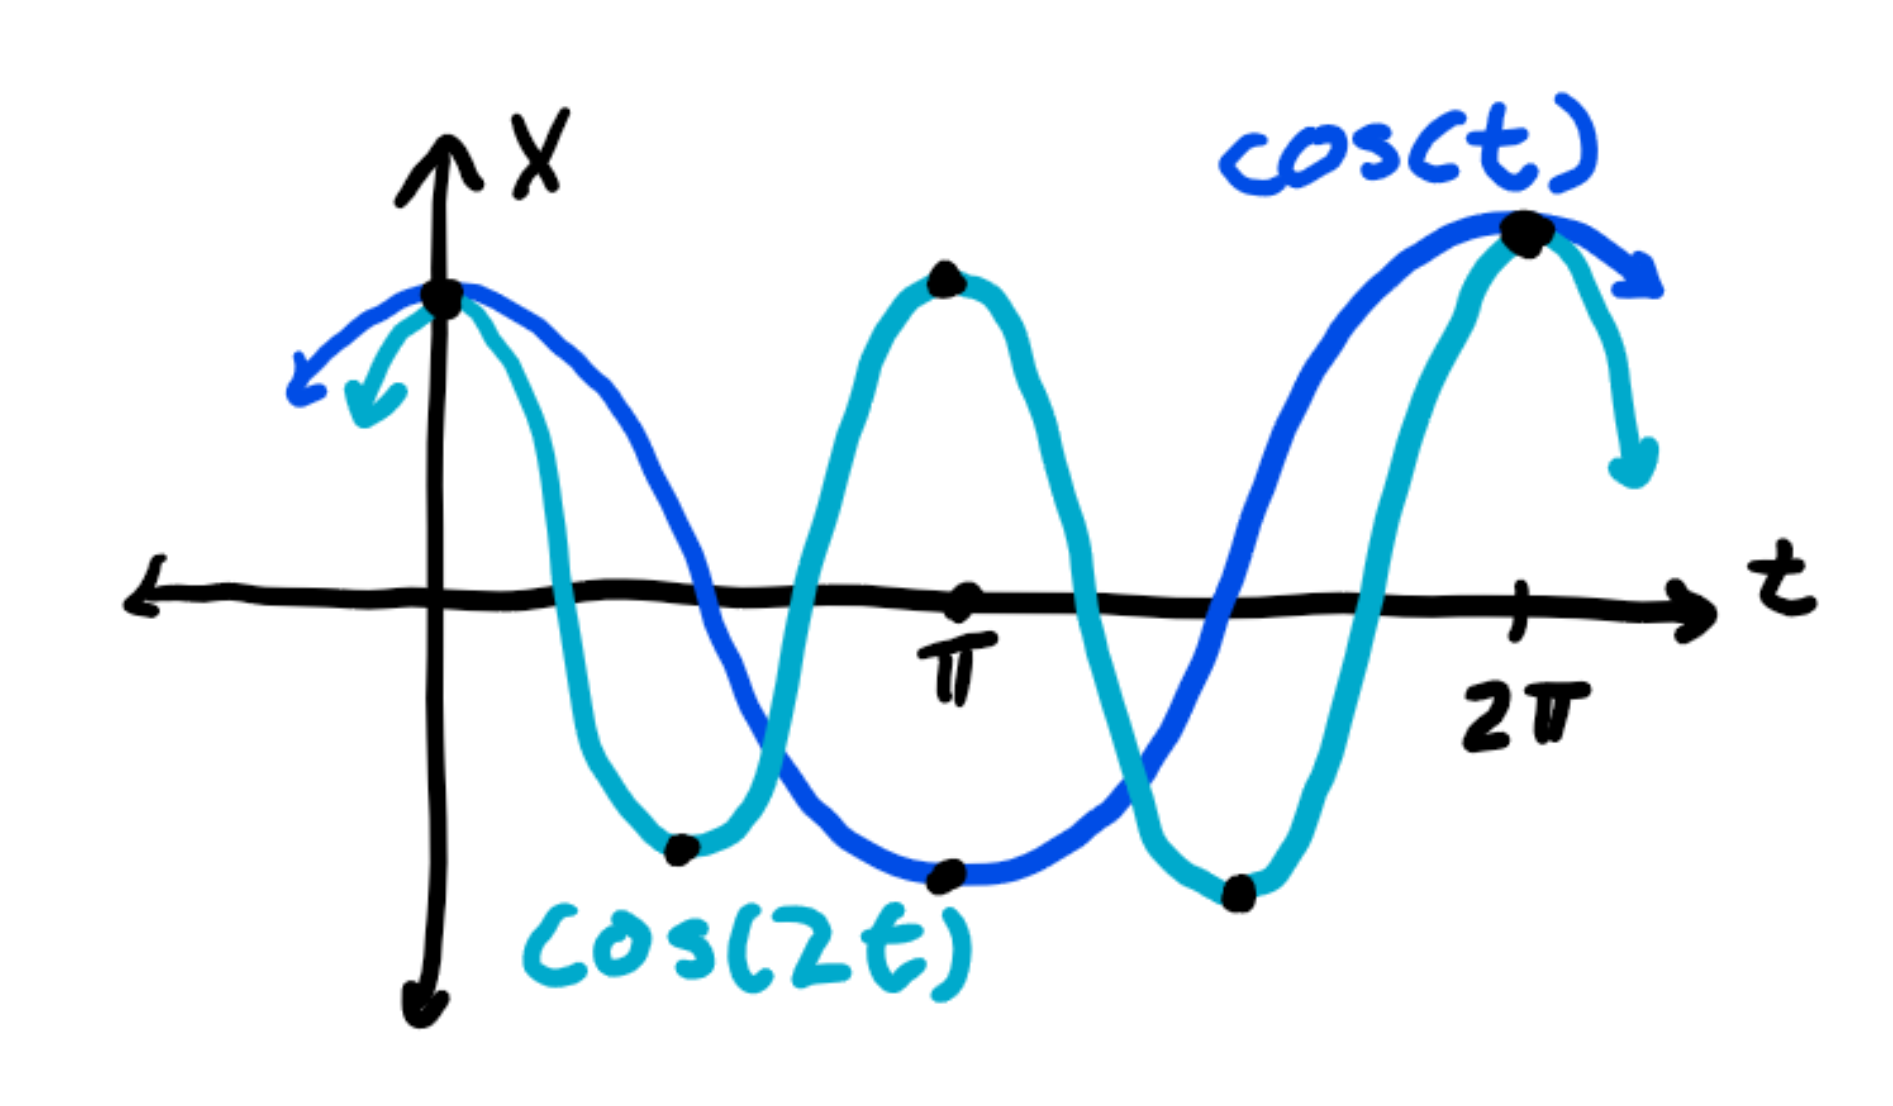 X
cos(t)
t
π
2π
cos(2t)